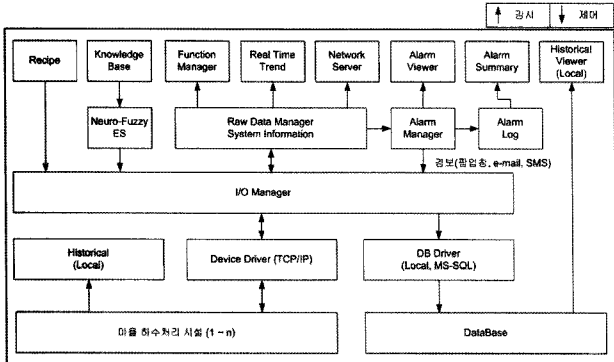 감시 제어
Recipe
Knowledge
Base
Function
Manager
Real Time
Trend
Network
Server
Alarm
Viewer
Alarm
Summary
Historical
Viewer
(Local)
Neuro-Fuzzy
ES
Raw Data Manager
System Information
Alarm
Manager
Alarm
Log
경보(팝업창, e-mail, SMS)
I/O Manager
Historical
(Local)
Device Driver (TCP/IP)
DB Driver
(Local, MS-SQL)
마을 하수처리 시설 (1 ~ n)
DataBase